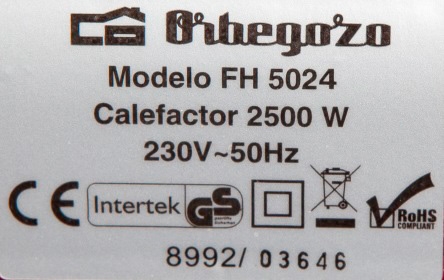 Orbegozo
Modelo FH 5024
Calefactor 2500 W
230V~50Hz
CE Intertek GS RoHS
COMPLIANT
8992/ 03646